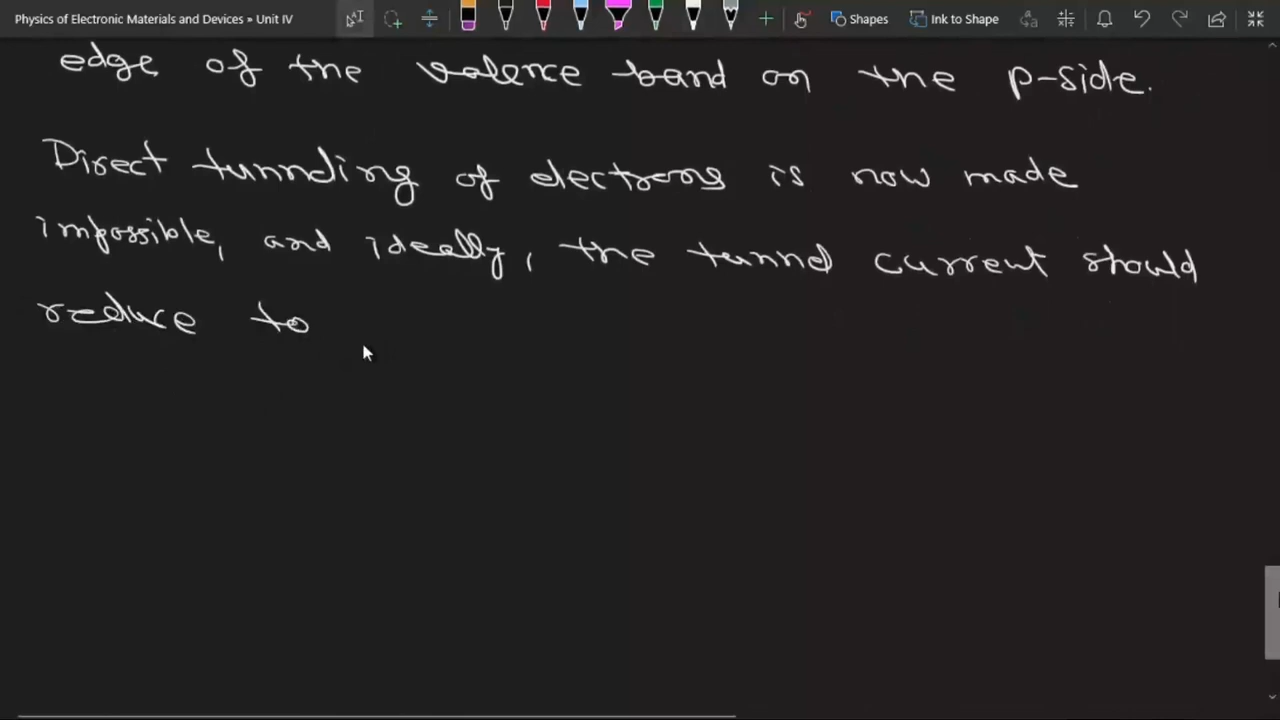 Physics of Electronic Materials and Devices » Unit IV
Shapes
Ink to Shape
edge of the valence band on the p-side.
Direct tunneling of electrons is now made
impossible, and ideally, the tunnel current should
reduce to